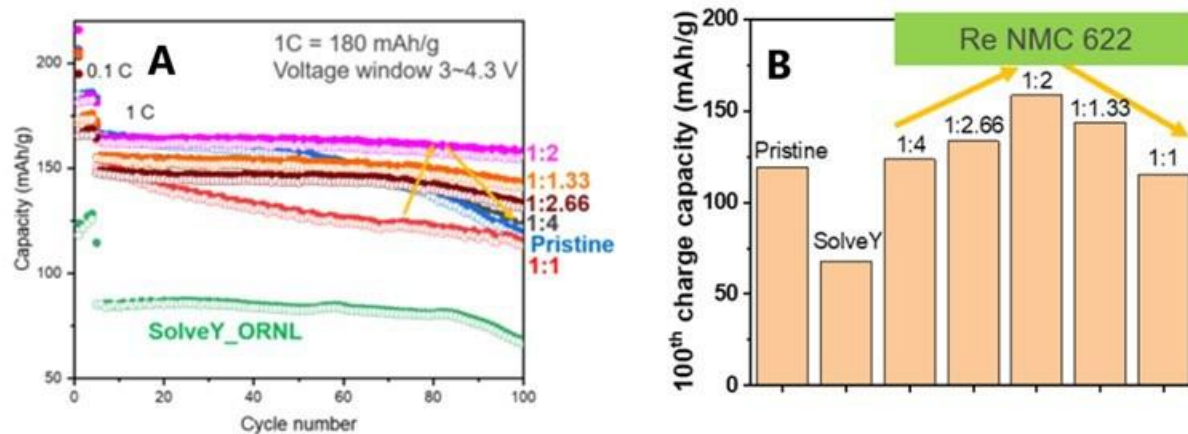 A
1C = 180 mAh/g
Voltage window 3~4.3 V
0.1 C
1 C
200
150
100
50
Capacity (mAh/g)
1:2
1:1.33
1:2.66
1:4
Pristine
1:1
SolveY_ORNL
0
20
40
60
80
100
Cycle number
B
Re NMC 622
200
150
100
50
0
100th charge capacity (mAh/g)
Pristine
SolveY
1:4
1:2.66
1:2
1:1.33
1:1